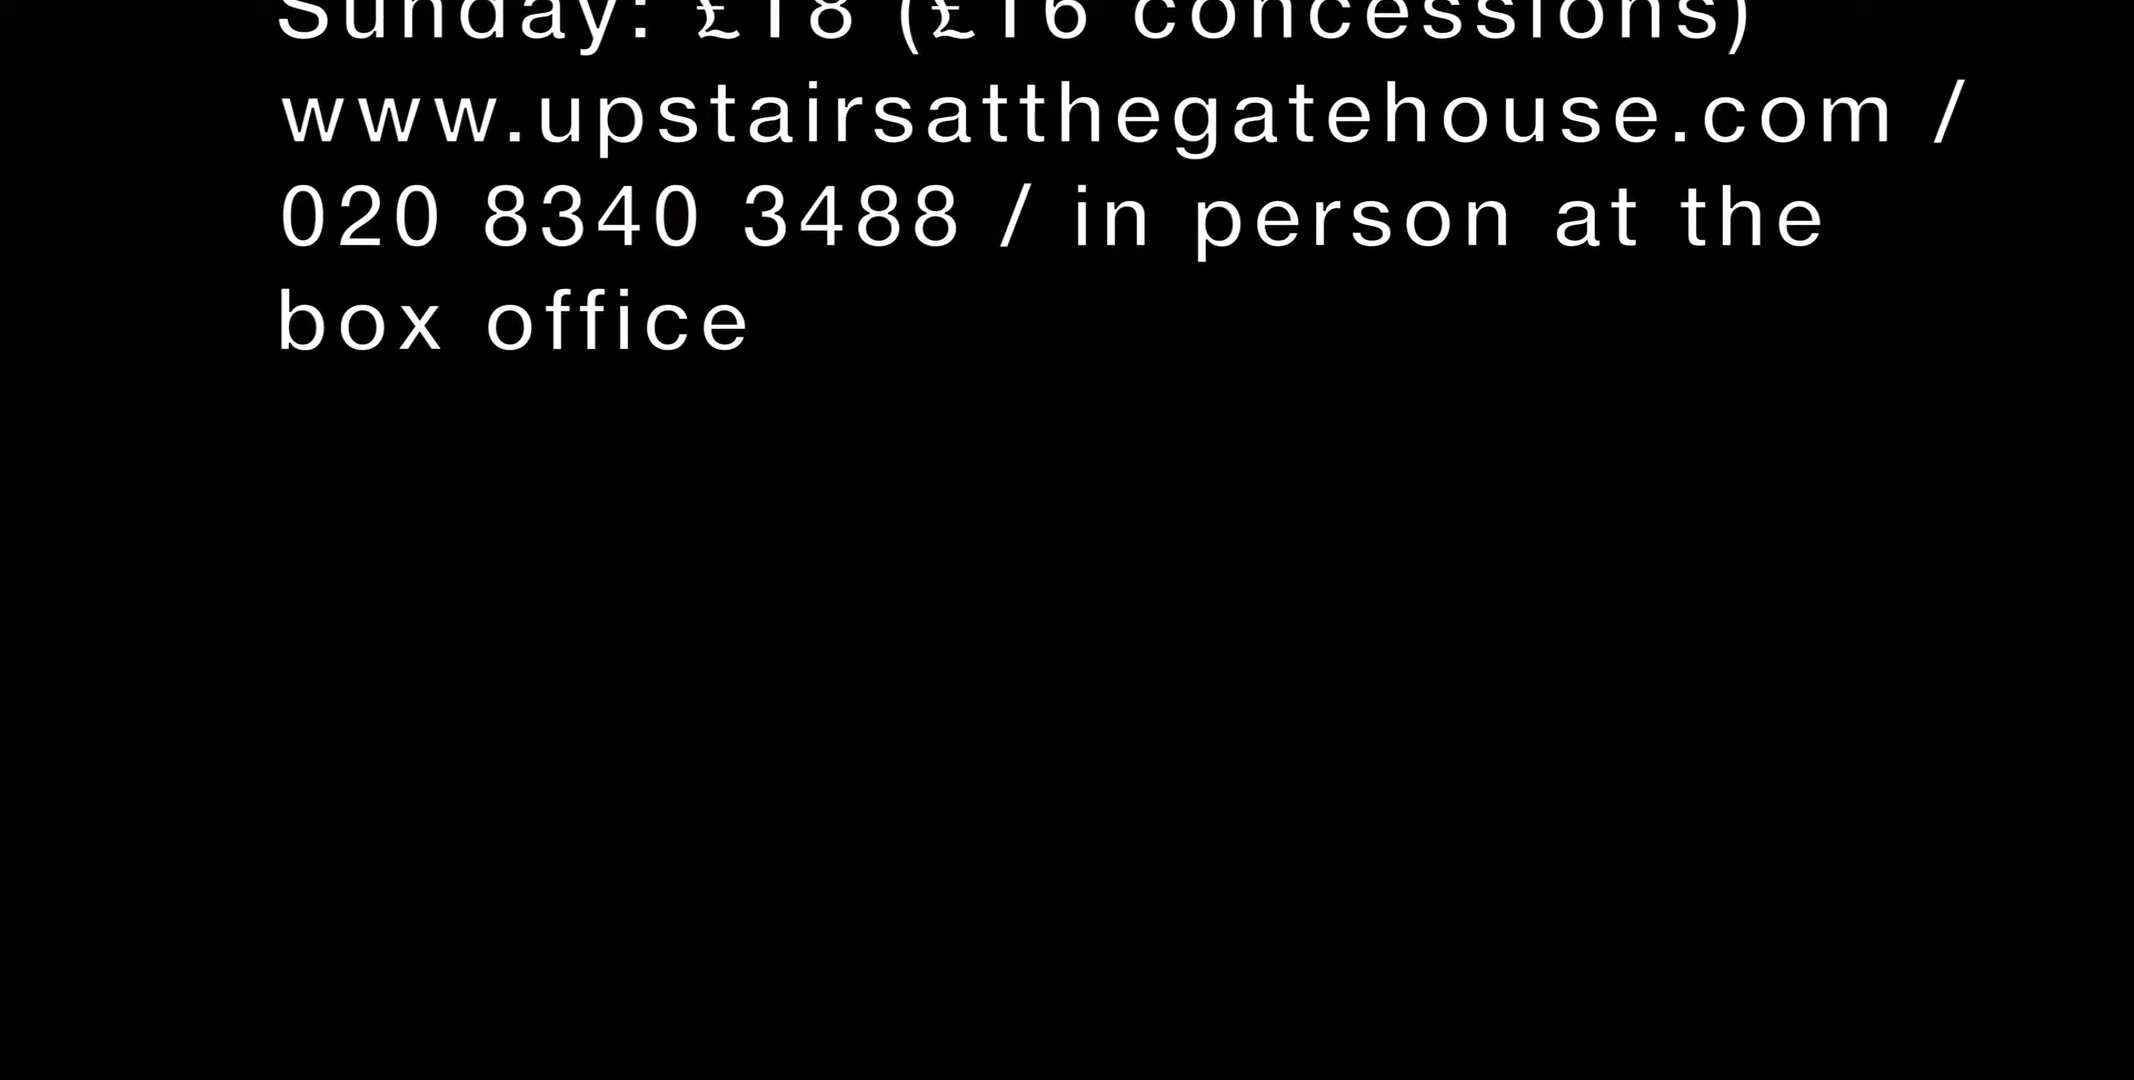 Sunday: £18 (£16 concessions)
www.upstairsatthegatehouse.com /
020 8340 3488 / in person at the
box office